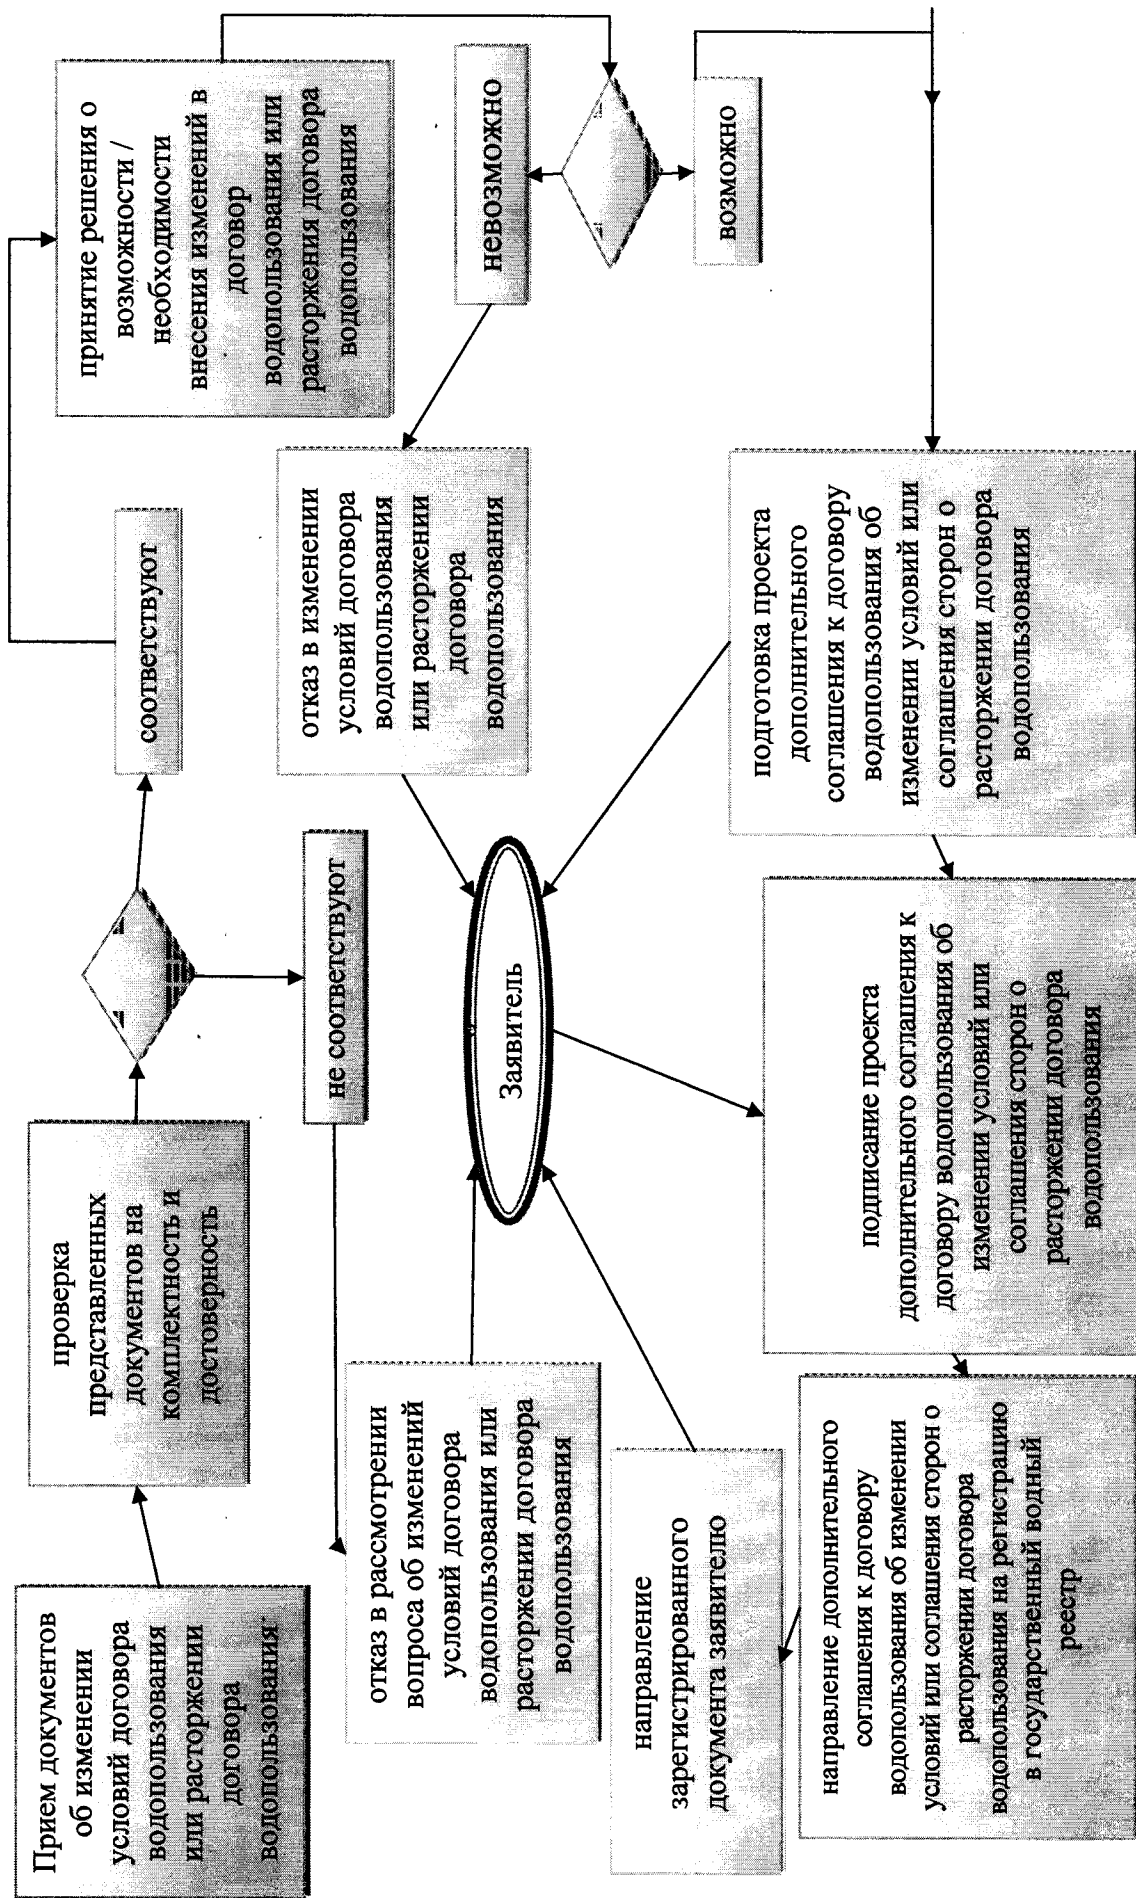 Прием документов
об изменении
условий договора
водопользования
или расторжении
договора
водопользования
проверка
представленных
документов на
комплектность и
достоверность
соответствуют
не соответствуют
принятие решения о
возможности /
необходимости
внесения изменений в
договор
водопользования или
расторжения договора
водопользования
отказ в рассмотрении
вопроса об изменений
условий договора
водопользования или
расторжении договора
водопользования
отказ в изменении
условий договора
водопользования
или расторжении
договора
водопользования
невозможно
возможно
Заявитель
направление
зарегистрированного
документа заявителю
направление дополнительного
соглашения к договору
водопользования об изменении
условий или соглашения сторон о
расторжении договора
водопользования на регистрацию
в государственный водный
реестр
подписание проекта
дополнительного соглашения к
договору водопользования об
изменении условий или
соглашения сторон о
расторжении договора
водопользования
подготовка проекта
дополнительного
соглашения к договору
водопользования об
изменении условий или
соглашения сторон о
расторжении договора
водопользования